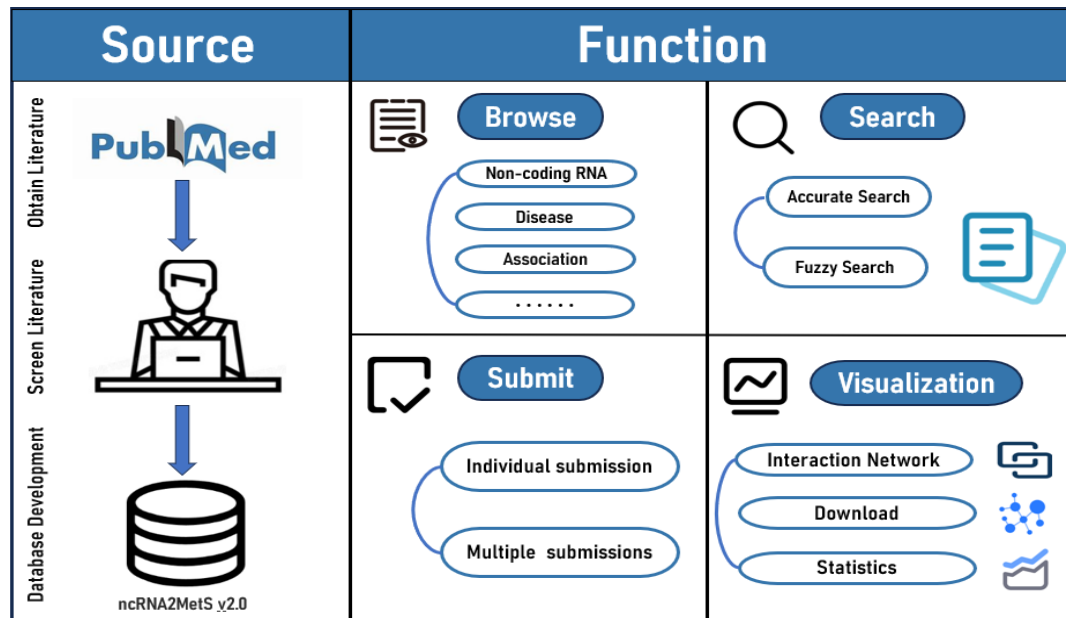 Source
Function
Obtain Literature
PubMed
Screen Literature
Database Development
ncRNA2MetS v2.0
Browse
Non-coding RNA
Disease
Association
......
Search
Accurate Search
Fuzzy Search
Submit
Individual submission
Multiple submissions
Visualization
Interaction Network
Download
Statistics